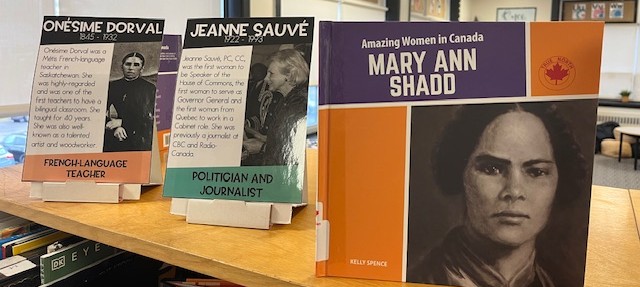 ONÉSIME DORVAL
1845 - 1932
Onésime Dorval was a
Métis French-language
teacher in
Saskatchewan. She
was highly-regarded
and was one of the
first teachers to have a
bilingual classroom. She
taught for 40 years.
She was also well-
known as a talented
artist and woodworker
FRENCH-LANGUAGE
TEACHER
JEANNE SAUVÉ
1922 - 1993
Jeanne Sauvé, PC, CC,
was the first woman to
be Speaker of the
House of Commons, the
first woman to serve as
Governor General and
the first woman from
Quebec to work in a
Cabinet role. She was
previously a journalist at
CBC and Radio-
Canada.
POLITICIAN AND
JOURNALIST
Amazing Women in Canada
MARY ANN
SHADD
TRUE NORTH
KELLY SPENCE
DK
EYE